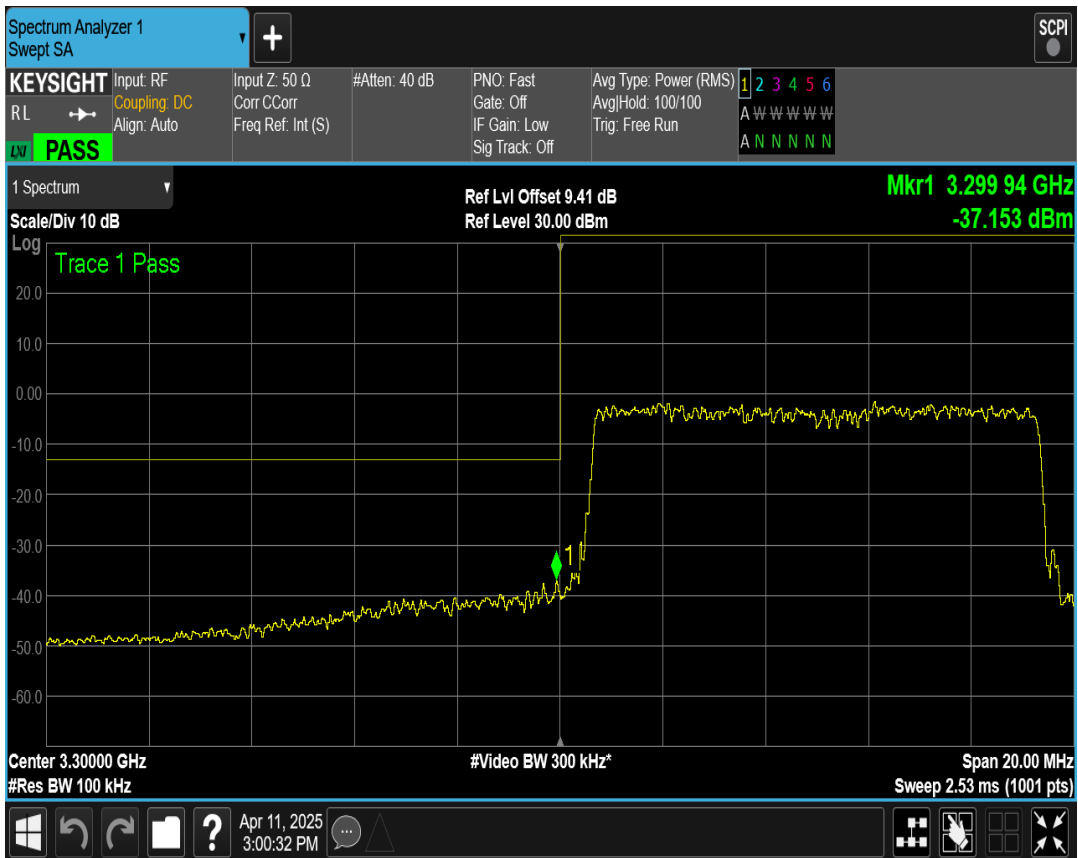 Spectrum Analyzer 1
Swept SA
SCPI
KEYSIGHT
R L
LXI PASS
Input: RF
Coupling: DC
Align: Auto
Input Z: 50 Ω
Corr CCorr
Freq Ref: Int (S)
#Atten: 40 dB
PNO: Fast
Gate: Off
IF Gain: Low
Sig Track: Off
Avg Type: Power (RMS)
Avg|Hold: 100/100
Trig: Free Run
1 2 3 4 5 6
A W W W W W
A N N N N N
1 Spectrum
Scale/Div 10 dB
Ref Lvl Offset 9.41 dB
Ref Level 30.00 dBm
Mkr1 3.299 94 GHz
-37.153 dBm
Log
Trace 1 Pass
20.0
10.0
0.00
-10.0
-20.0
-30.0
1
-40.0
-50.0
-60.0
Center 3.30000 GHz
#Res BW 100 kHz
#Video BW 300 kHz*
Span 20.00 MHz
Sweep 2.53 ms (1001 pts)
?
Apr 11, 2025
3:00:32 PM